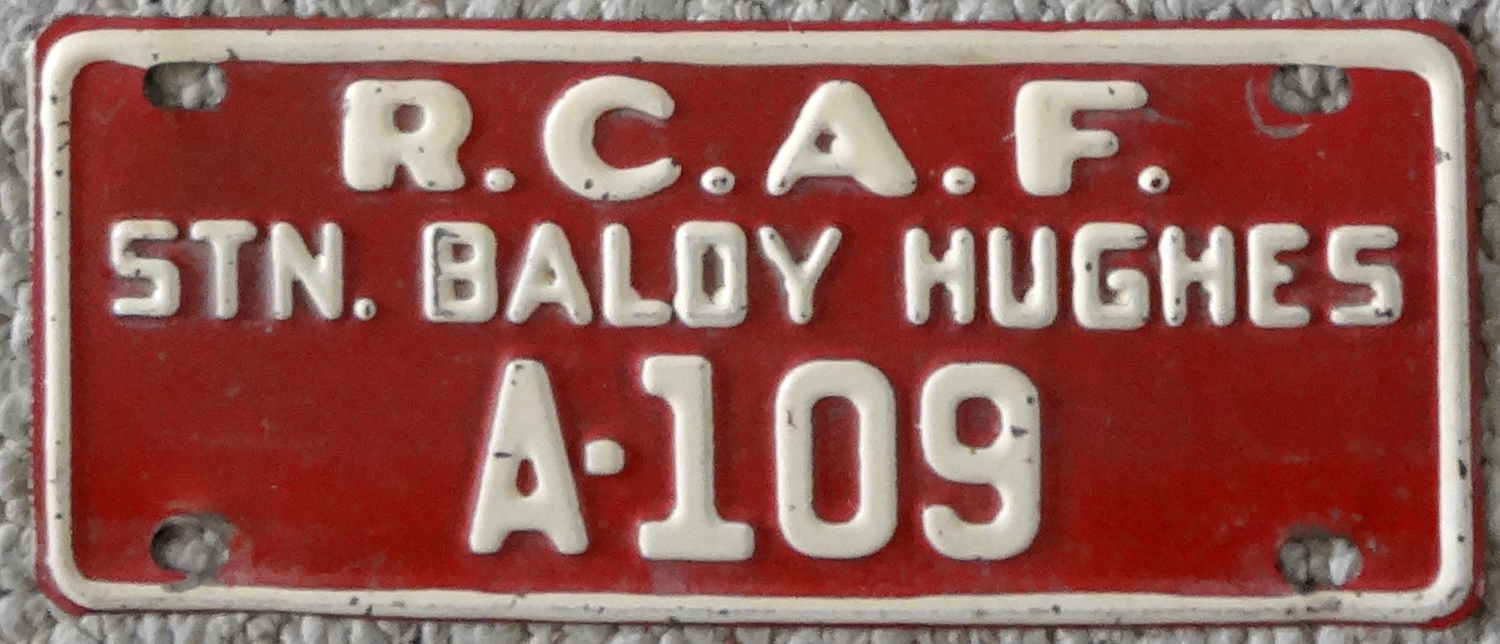 R.C.A.F.
STN. BALDY HUGHES
A-109